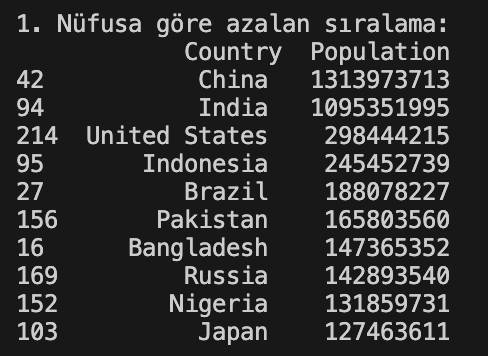 1. Nüfusa göre azalan sıralama:
Country Population
42 China 1313973713
94 India 1095351995
214 United States 298444215
95 Indonesia 245452739
27 Brazil 188078227
156 Pakistan 165803560
16 Bangladesh 147365352
169 Russia 142893540
152 Nigeria 131859731
103 Japan 127463611